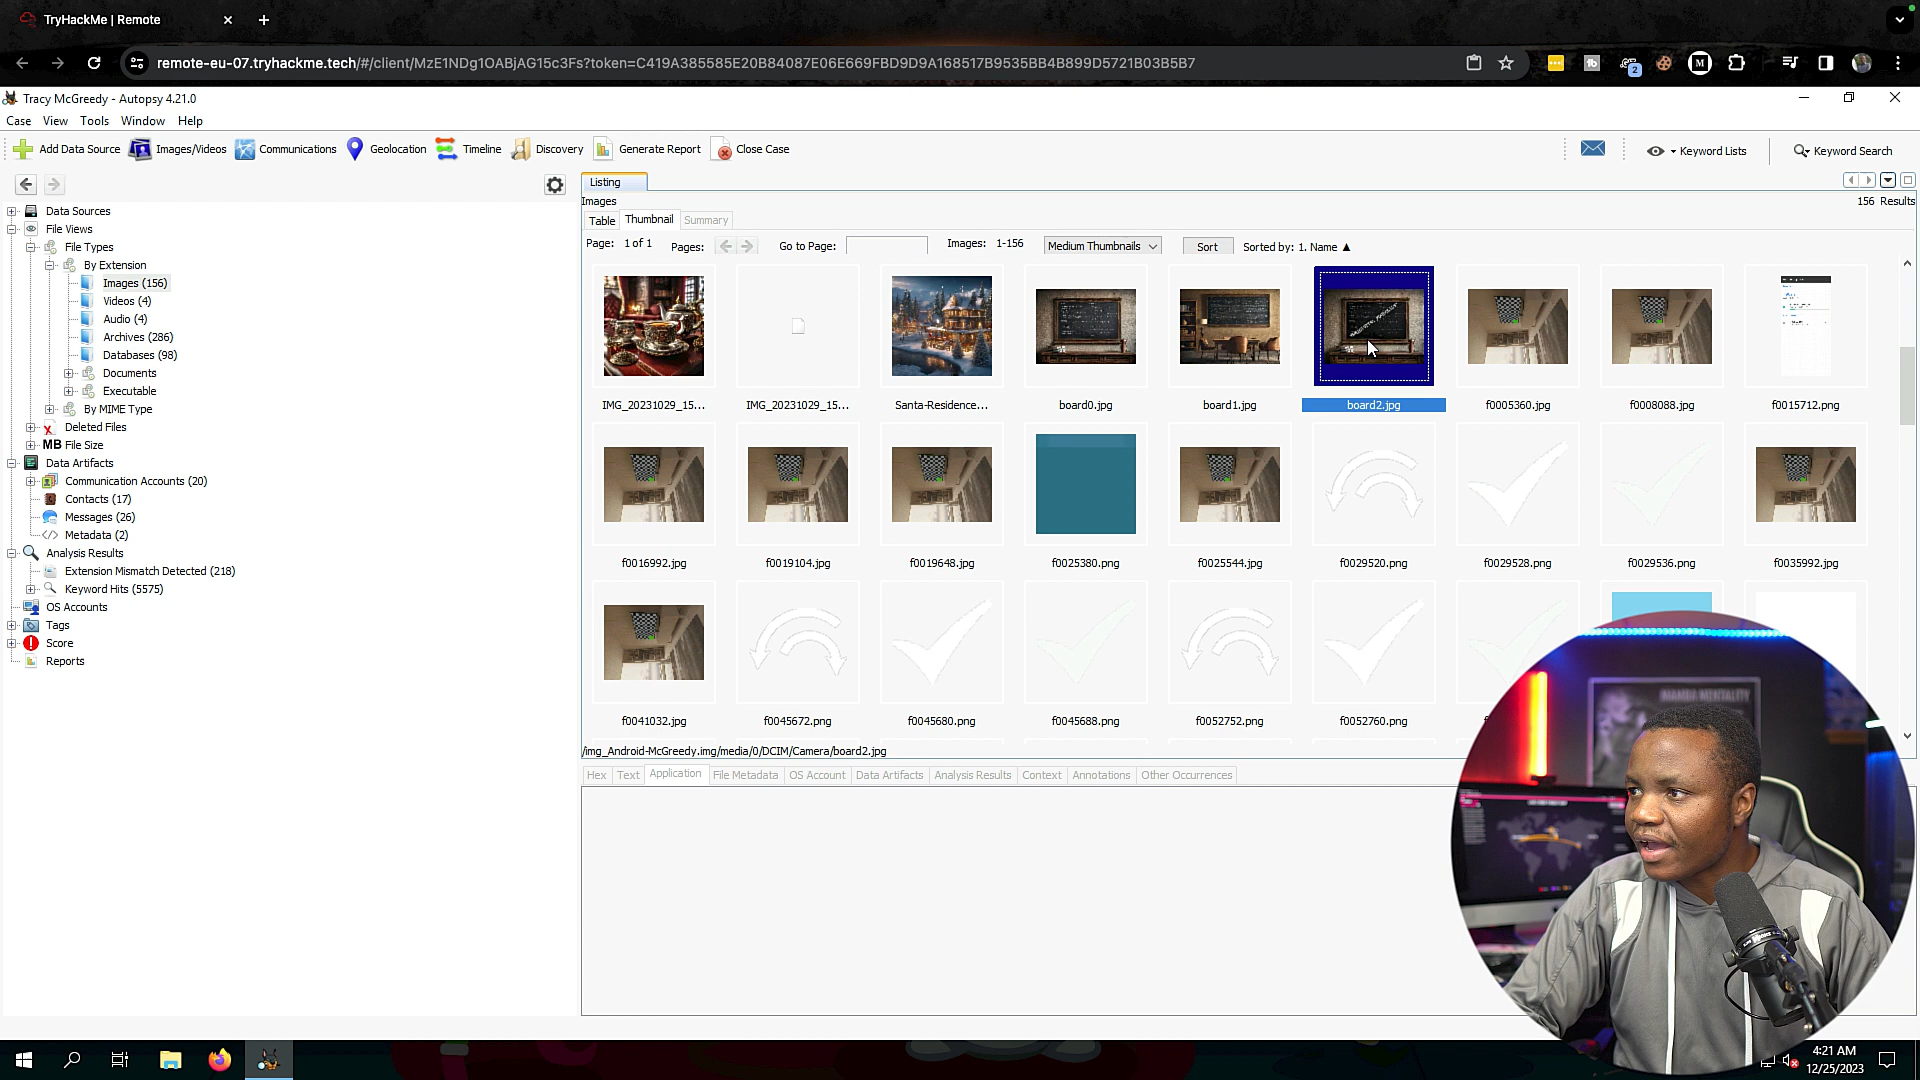 TryHackMe | Remote
remote-eu-07.tryhackme.tech/#/client/MzE1NDg1OABjAG15c3Fs?token=C419A385585E20B84087E06E669FBD9D9A168517B9535BB4B899D5721B03B5B7
2
M
Tracy McGreedy - Autopsy 4.21.0
Case View Tools Window Help
Add Data Source Images/Videos Communications Geolocation Timeline Discovery Generate Report Close Case Keyword Lists Keyword Search
Listing
Images 156 Results
Table Thumbnail Summary
Page: 1 of 1 Pages: Go to Page: Images: 1-156 Medium Thumbnails Sort Sorted by: 1. Name ▲
Data Sources
File Views
File Types
By Extension
Images (156)
Videos (4)
Audio (4)
Archives (286)
Databases (98)
Documents
Executable
By MIME Type
Deleted Files
MB File Size
Data Artifacts
Communication Accounts (20)
Contacts (17)
Messages (26)
Metadata (2)
Analysis Results
Extension Mismatch Detected (218)
Keyword Hits (5575)
OS Accounts
Tags
Score
Reports
IMG_20231029_15... IMG_20231029_15... Santa-Residence... board0.jpg board1.jpg board2.jpg f0005360.jpg f0008088.jpg f0015712.png
f0016992.jpg f0019104.jpg f0019648.jpg f0025380.png f0025544.jpg f0029520.png f0029528.png f0029536.png f0035992.jpg
f0041032.jpg f0045672.png f0045680.png f0045688.png f0052752.png f0052760.png
/img_Android-McGreedy.img/media/0/DCIM/Camera/board2.jpg
Hex Text Application File Metadata OS Account Data Artifacts Analysis Results Context Annotations Other Occurrences
MAMBA MENTALITY
4:21 AM
12/25/2023